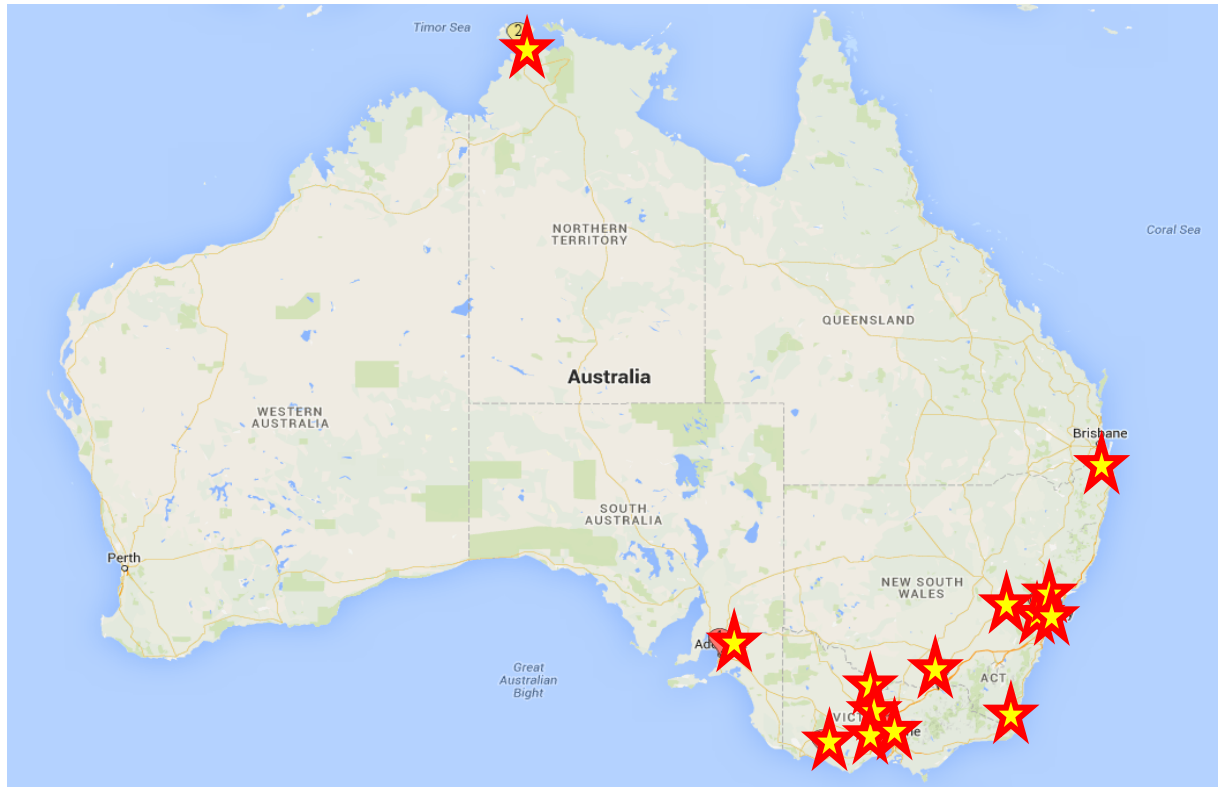 Timor Sea
2
NORTHERN
TERRITORY
Coral Sea
QUEENSLAND
Australia
WESTERN
AUSTRALIA
Brisbane
SOUTH
AUSTRALIA
Perth
NEW SOUTH
WALES
Great
Australian
Bight
ACT